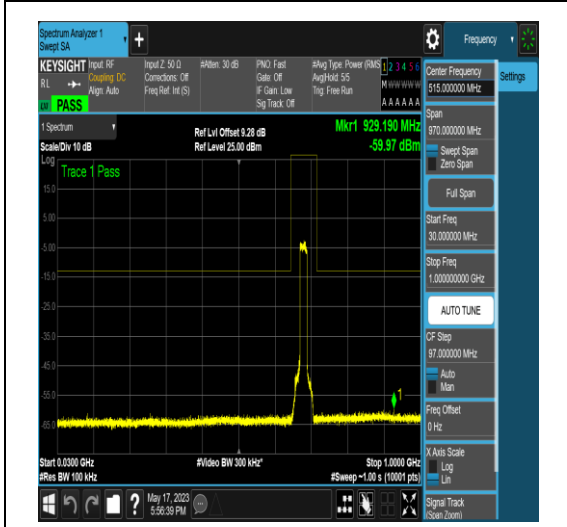 Spectrum Analyzer 1
Swept SA
+
Frequency
KEYSIGHT
RL
PASS
Input: RF
Coupling: DC
Align: Auto
Input Z: 50 Ω
Corrections: Off
Freq Ref: Int (S)
#Atten: 30 dB
PNO: Fast
Gate: Off
IF Gain: Low
Sig Track: Off
#Avg Type: Power (RMS
Avg|Hold: 5/5
Trig: Free Run
1 2 3 4 5 6
M W W W W W
A A A A A A
Center Frequency
515.000000 MHz
Settings
Span
970.000000 MHz
Swept Span
Zero Span
Full Span
Start Freq
30.000000 MHz
Stop Freq
1.000000000 GHz
AUTO TUNE
CF Step
97.000000 MHz
Auto
Man
Freq Offset
0 Hz
X Axis Scale
Log
Lin
Signal Track
(Span Zoom)
1 Spectrum
Scale/Div 10 dB
Ref Lvl Offset 9.28 dB
Ref Level 25.00 dBm
Mkr1 929.190 MHz
-59.97 dBm
Log
Trace 1 Pass
15.0
5.00
-5.00
-15.0
-25.0
-35.0
-45.0
-55.0
-65.0
1
Start 0.0300 GHz
#Res BW 100 kHz
#Video BW 300 kHz*
Stop 1.0000 GHz
#Sweep ~1.00 s (10001 pts)
?
May 17, 2023
5:56:39 PM